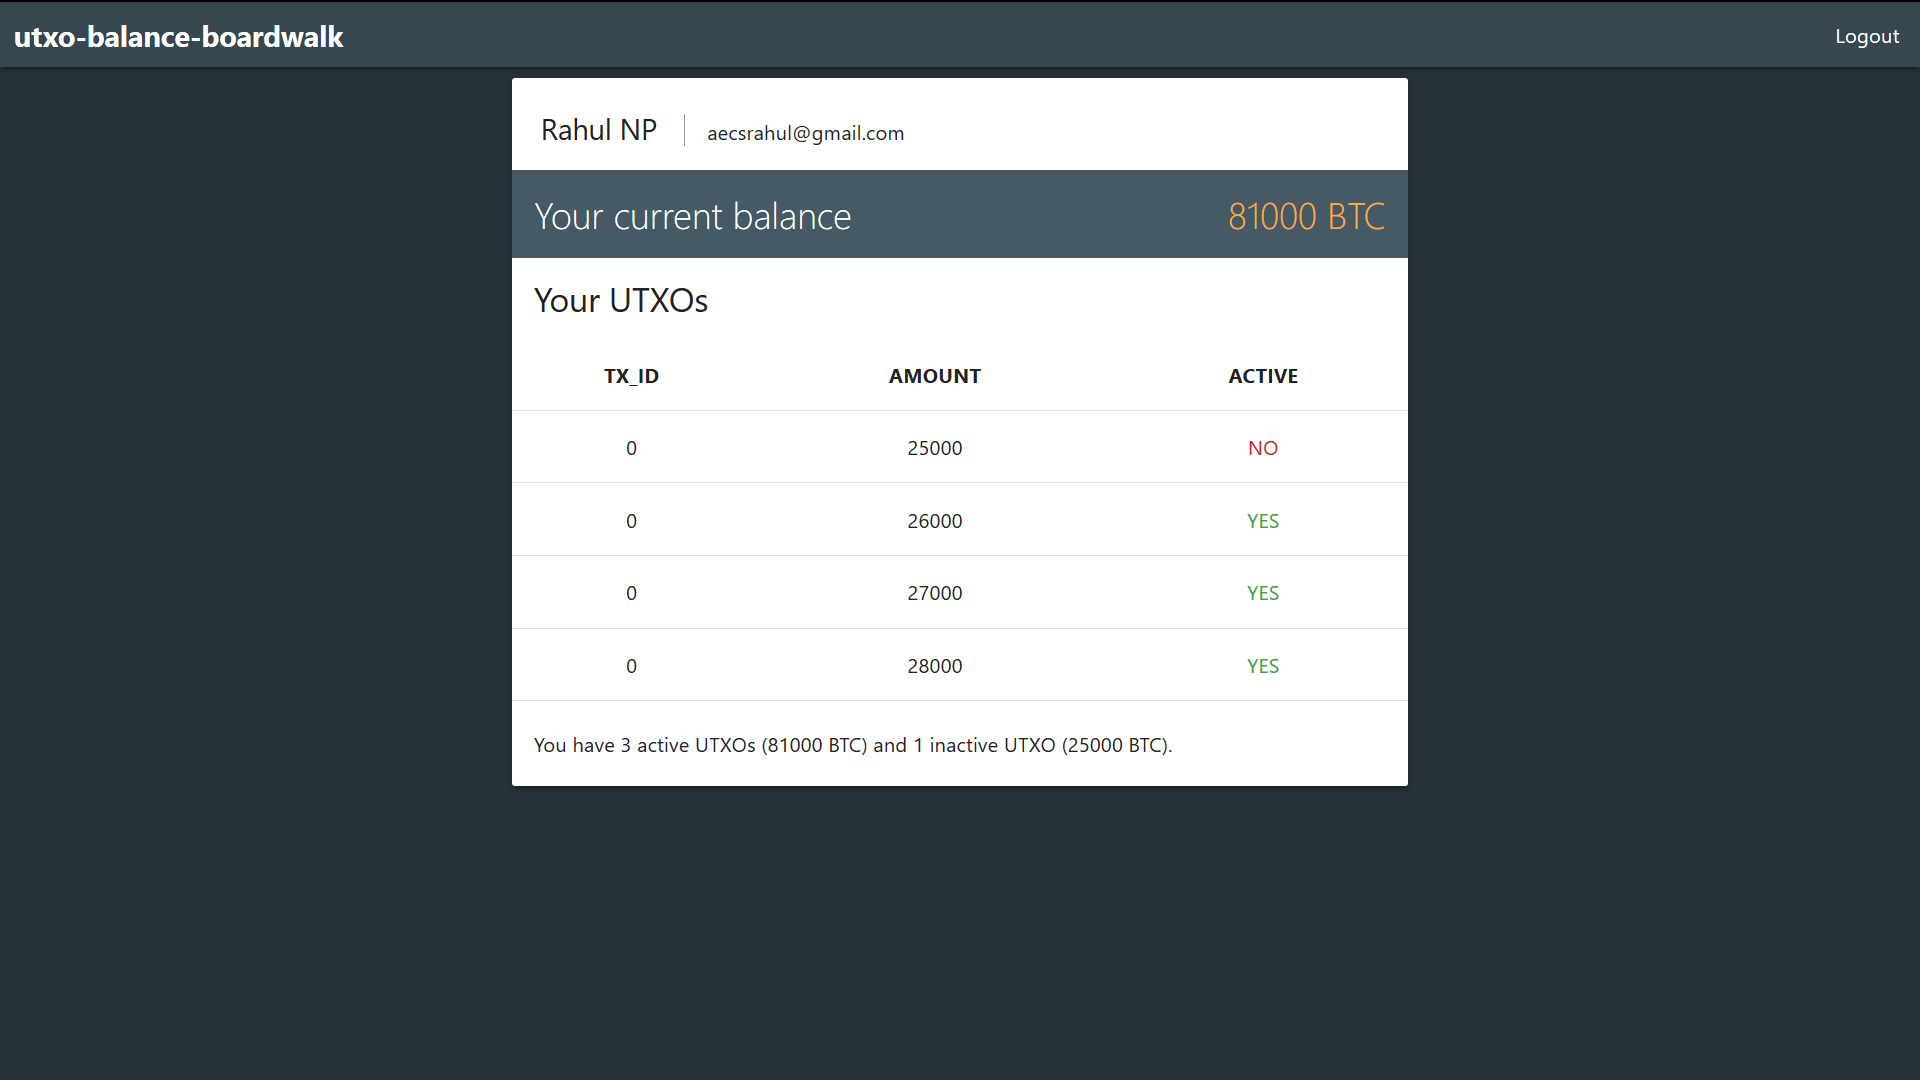 utxo-balance-boardwalk Logout
Rahul NP aecsrahul@gmail.com
Your current balance 81000 BTC
Your UTXOs
TX_ID AMOUNT ACTIVE
0 25000 NO
0 26000 YES
0 27000 YES
0 28000 YES
You have 3 active UTXOs (81000 BTC) and 1 inactive UTXO (25000 BTC).